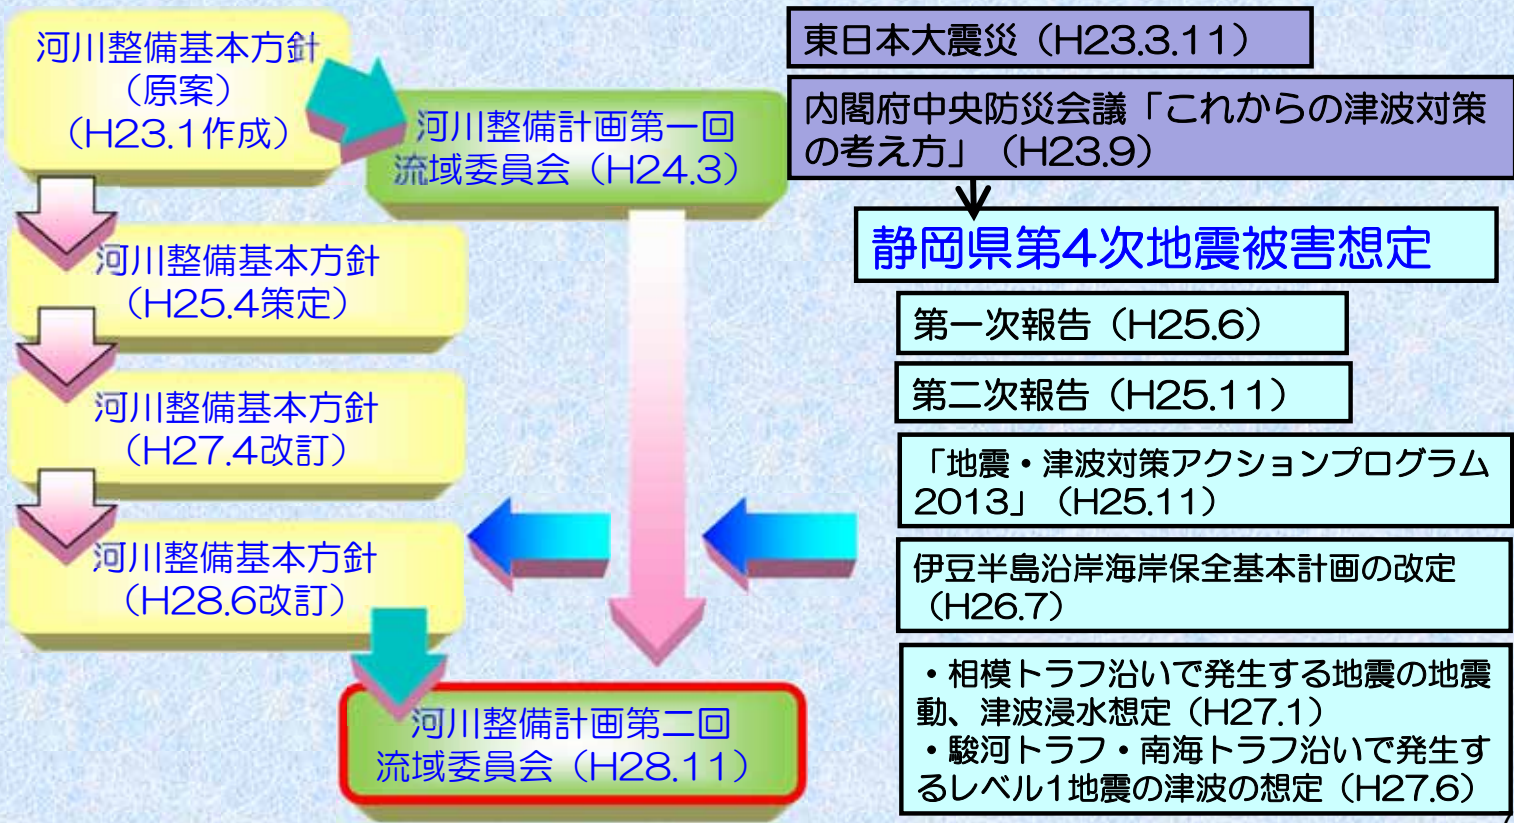 河川整備基本方針
（原案）
（H23.1作成）
河川整備計画第一回
流域委員会（H24.3）
河川整備基本方針
（H25.4策定）
河川整備基本方針
（H27.4改訂）
河川整備基本方針
（H28.6改訂）
河川整備計画第二回
流域委員会（H28.11）
東日本大震災（H23.3.11）
内閣府中央防災会議「これからの津波対策
の考え方」（H23.9）
静岡県第4次地震被害想定
第一次報告（H25.6）
第二次報告（H25.11）
「地震・津波対策アクションプログラム
2013」（H25.11）
伊豆半島沿岸海岸保全基本計画の改定
（H26.7）
・相模トラフ沿いで発生する地震の地震
動、津波浸水想定（H27.1）
・駿河トラフ・南海トラフ沿いで発生す
るレベル1地震の津波の想定（H27.6）